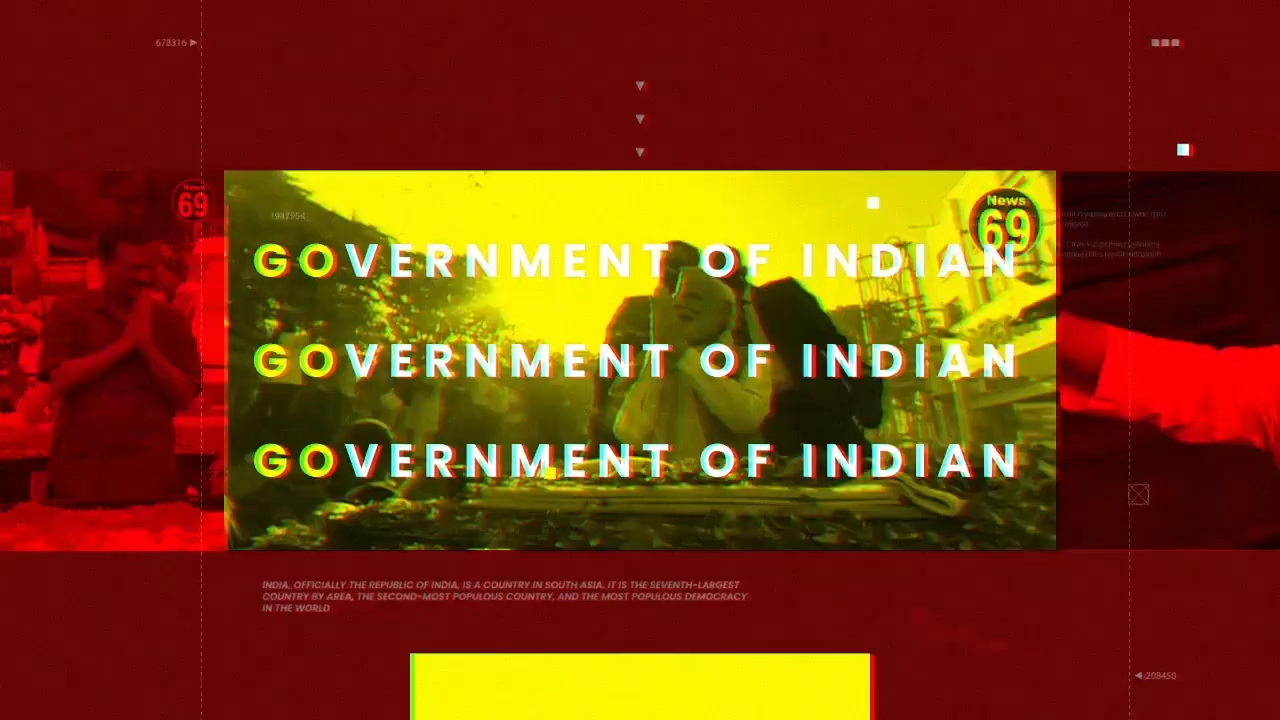 678316
News
69
1987954
News
69
GOVERNMENT OF INDIAN
GOVERNMENT OF INDIAN
GOVERNMENT OF INDIAN
INDIA, OFFICIALLY THE REPUBLIC OF INDIA, IS A COUNTRY IN SOUTH ASIA. IT IS THE SEVENTH-LARGEST
COUNTRY BY AREA, THE SECOND-MOST POPULOUS COUNTRY, AND THE MOST POPULOUS DEMOCRACY
IN THE WORLD
208450